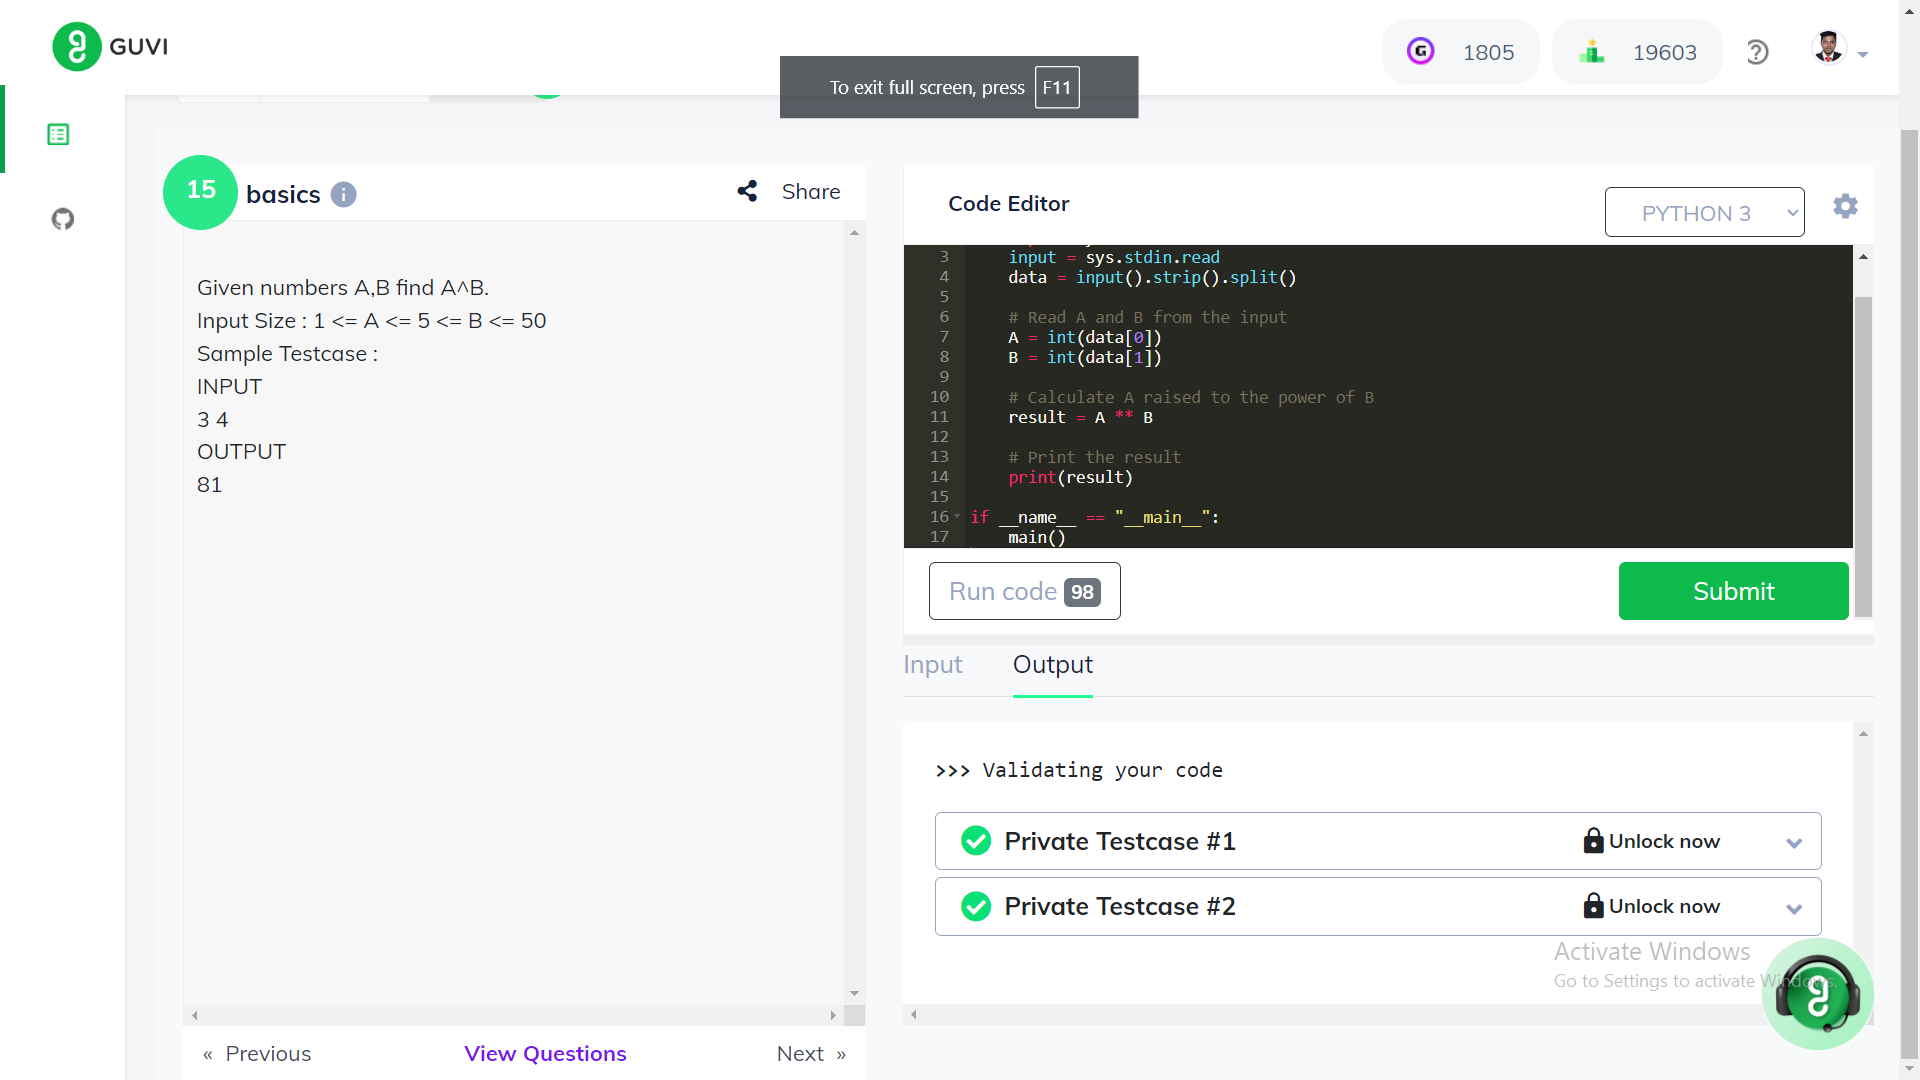 GUVI
1805
19603
To exit full screen, press F11
15 basics
Share
Given numbers A,B find A^B.
Input Size : 1 <= A <= 5 <= B <= 50
Sample Testcase :
INPUT
3 4
OUTPUT
81
« Previous
View Questions
Next »
Code Editor
PYTHON 3
3 input = sys.stdin.read
4 data = input().strip().split()
5
6 # Read A and B from the input
7 A = int(data[0])
8 B = int(data[1])
9
10 # Calculate A raised to the power of B
11 result = A ** B
12
13 # Print the result
14 print(result)
15
16 if __name__ == "__main__":
17 main()
Run code 98
Submit
Input
Output
>>> Validating your code
Private Testcase #1
Unlock now
Private Testcase #2
Unlock now
Activate Windows
Go to Settings to activate Windows.